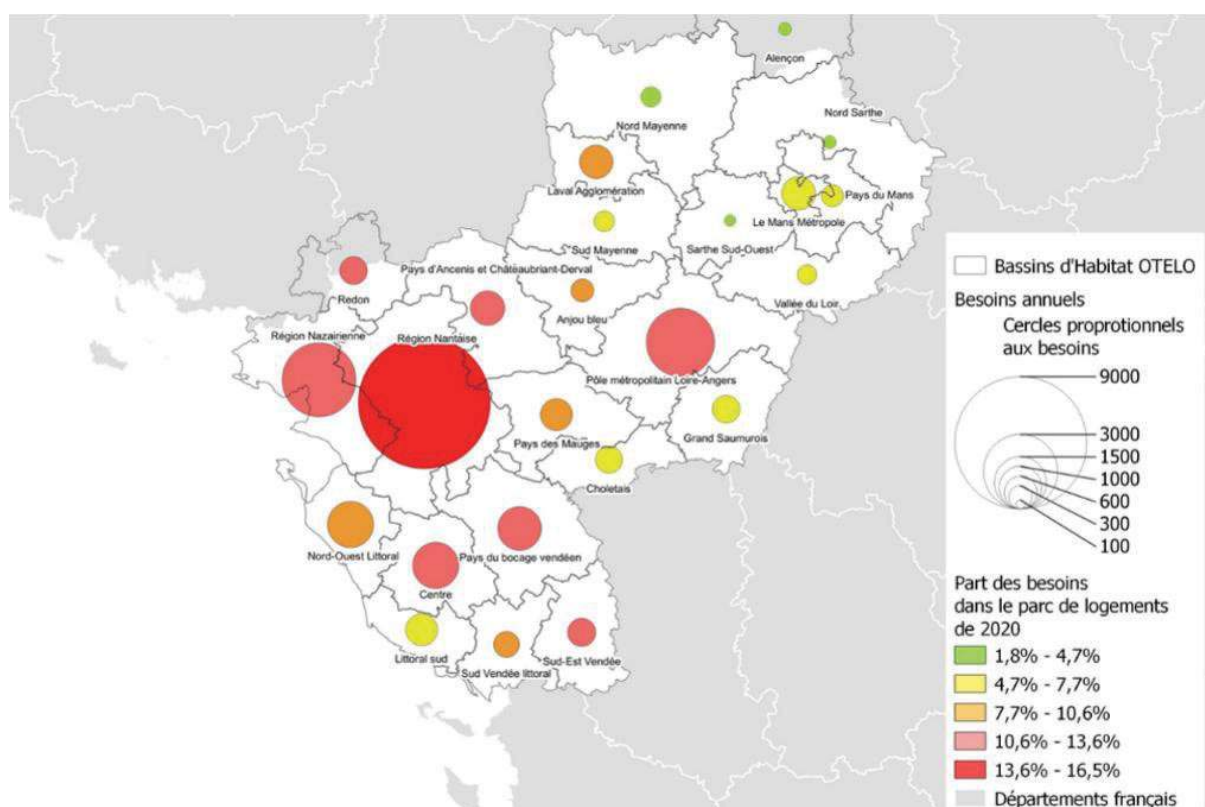 Alençon
Nord Mayenne
Nord Sarthe
Laval Agglomération
Pays du Mans
Le Mans Métropole
Sud Mayenne
Sarthe Sud-Ouest
Pays d'Ancenis et Châteaubriant-Derval
Redon
Anjou bleu
Vallée du Loir
Région Nazairienne
Région Nantaise
Pôle métropolitain Loire-Angers
Pays des Mauges
Grand Saumurois
Choletais
Nord-Ouest Littoral
Pays du bocage vendéen
Centre
Littoral sud
Sud Vendée littoral
Sud-Est Vendée
Bassins d'Habitat OTELO
Besoins annuels
Cercles proprotionnels
aux besoins
9000
3000
1500
1000
600
300
100
Part des besoins
dans le parc de logements
de 2020
1,8% - 4,7%
4,7% - 7,7%
7,7% - 10,6%
10,6% - 13,6%
13,6% - 16,5%
Départements français